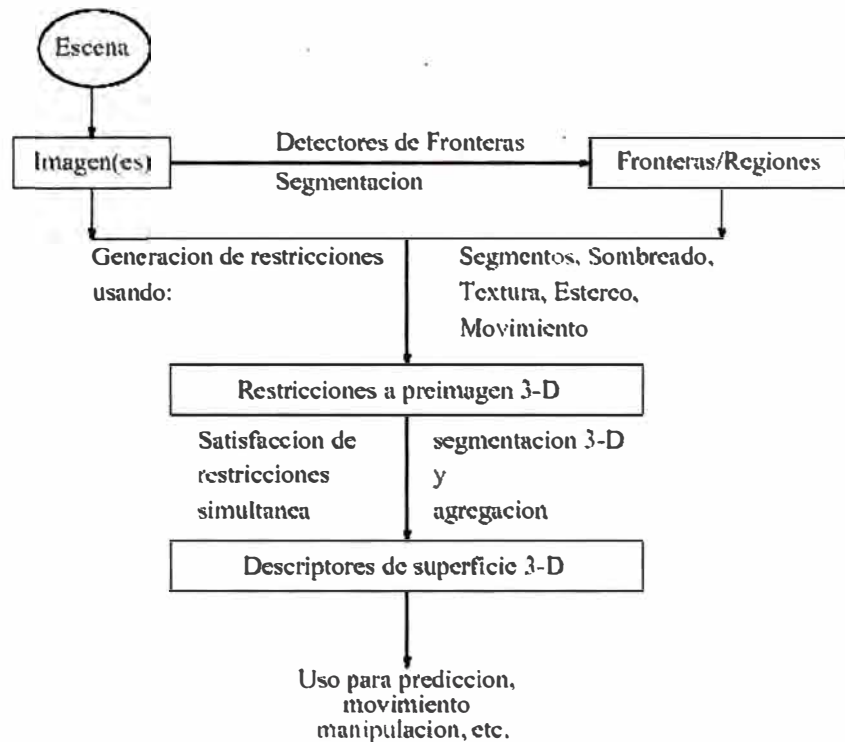 Escena
Imagen(es)
Detectores de Fronteras
Segmentacion
Fronteras/Regiones
Generacion de restricciones
usando:
Segmentos, Sombreado,
Textura, Estereo,
Movimiento
Restricciones a preimagen 3-D
Satisfaccion de
restricciones
simultanea
segmentacion 3-D
y
agregacion
Descriptores de superficie 3-D
Uso para prediccion,
movimiento
manipulacion, etc.